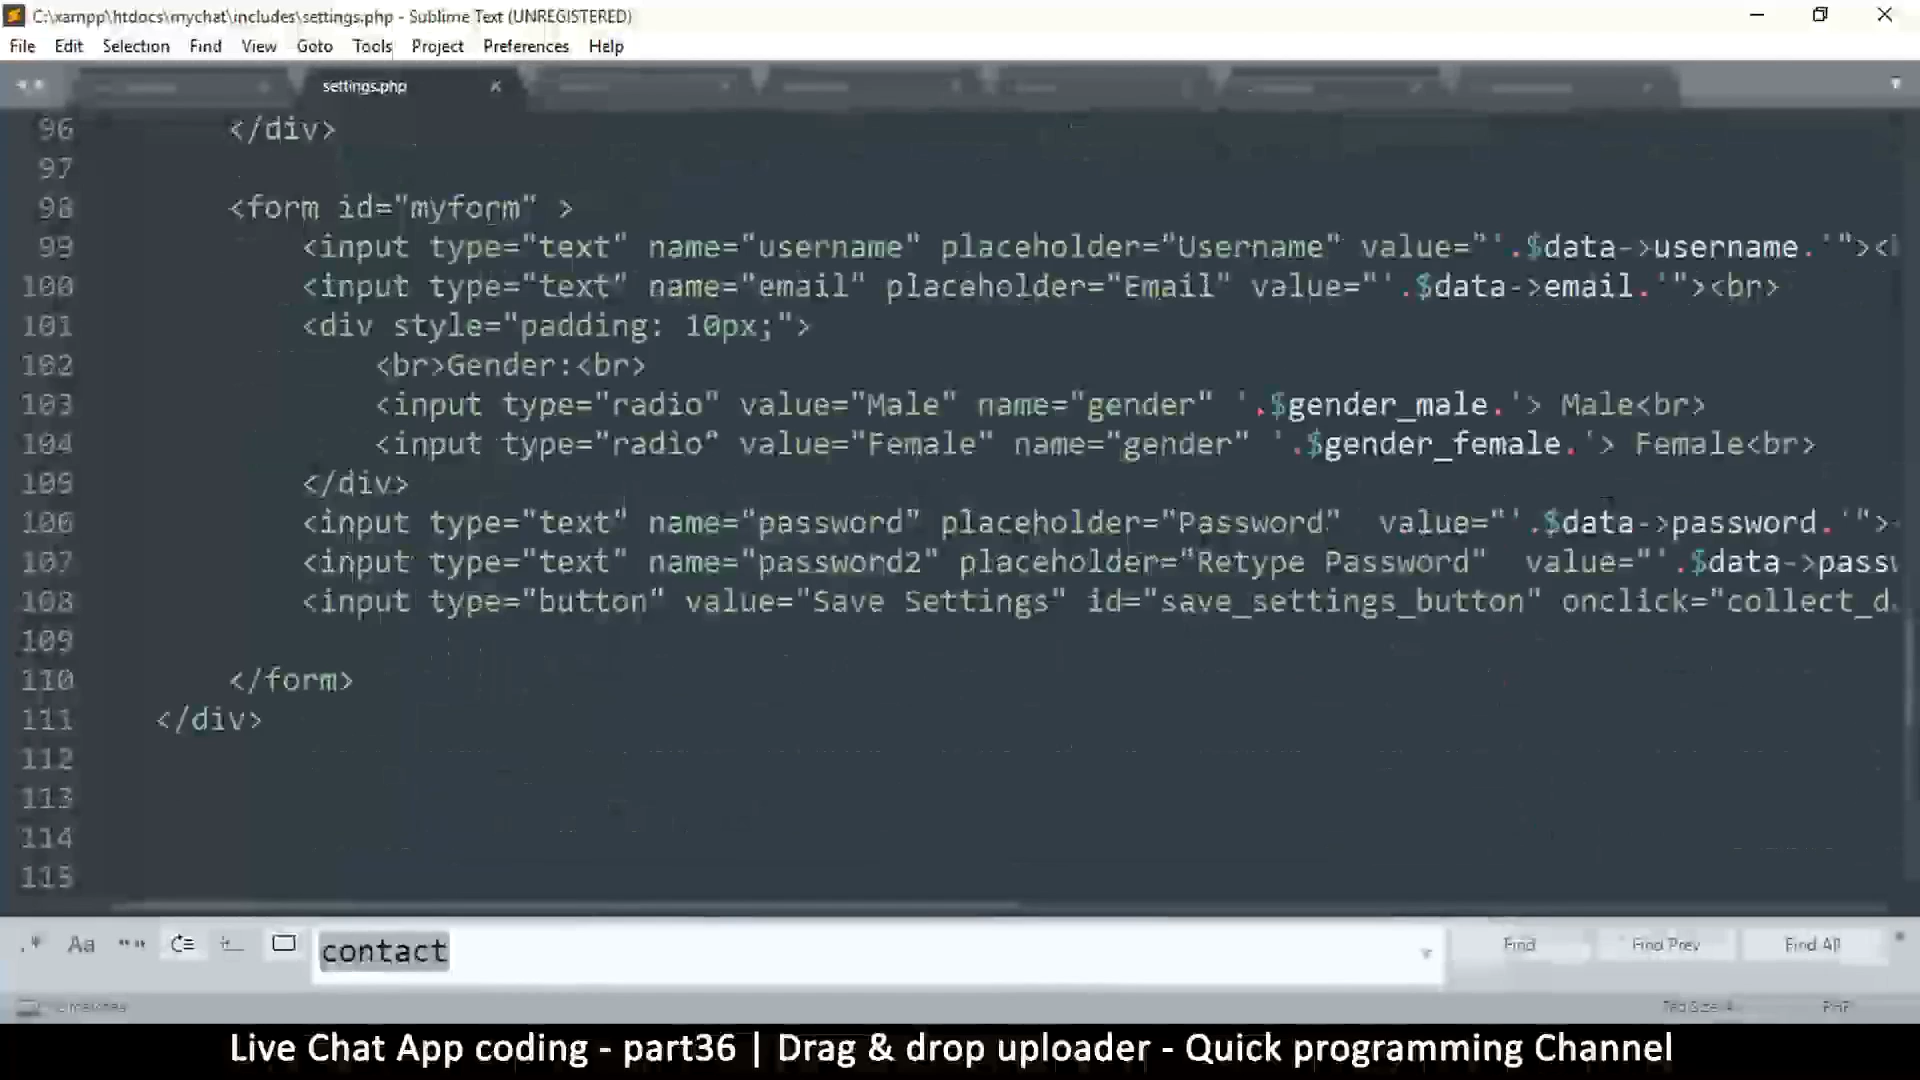 C:\xampp\htdocs\mychat\includes\settings.php - Sublime Text (UNREGISTERED)
File Edit Selection Find View Goto Tools Project Preferences Help
settings.php
96 </div>
97
98 <form id="myform" >
99 <input type="text" name="username" placeholder="Username" value="'.$data->username.'"><
100 <input type="text" name="email" placeholder="Email" value="'.$data->email.'"><br>
101 <div style="padding: 10px;">
102 <br>Gender:<br>
103 <input type="radio" value="Male" name="gender" '.$gender_male.'> Male<br>
104 <input type="radio" value="Female" name="gender" '.$gender_female.'> Female<br>
105 </div>
106 <input type="text" name="password" placeholder="Password" value="'.$data->password.'">
107 <input type="text" name="password2" placeholder="Retype Password" value="'.$data->passw
108 <input type="button" value="Save Settings" id="save_settings_button" onclick="collect_d
109
110 </form>
111 </div>
112
113
114
115
Aa contact Find Find Prev Find All
Tab Size: 4 PHP
Live Chat App coding - part36 | Drag & drop uploader - Quick programming Channel